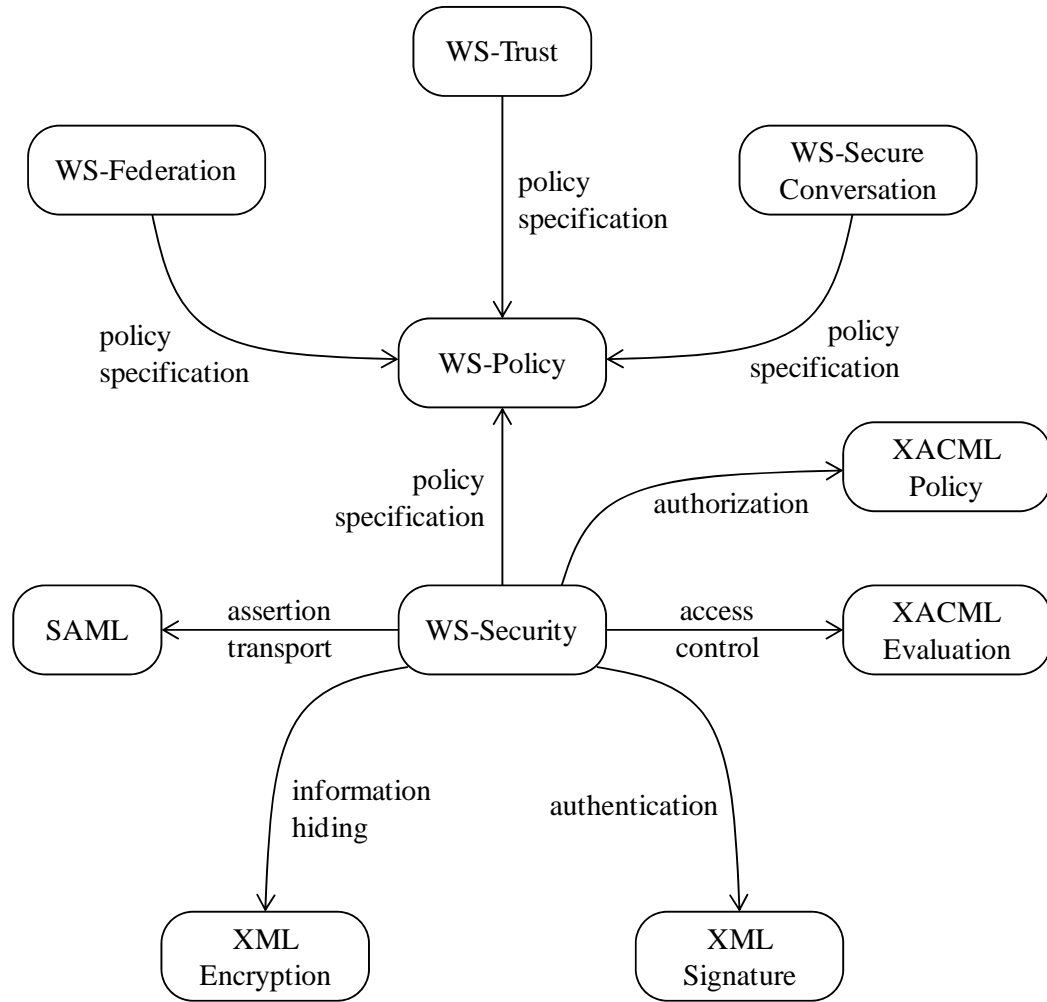 WS-Trust
WS-Federation
WS-Secure
Conversation
policy
specification
policy
specification
WS-Policy
policy
specification
XACML
Policy
policy
specification
authorization
SAML
assertion
transport
WS-Security
access
control
XACML
Evaluation
information
hiding
authentication
XML
Encryption
XML
Signature